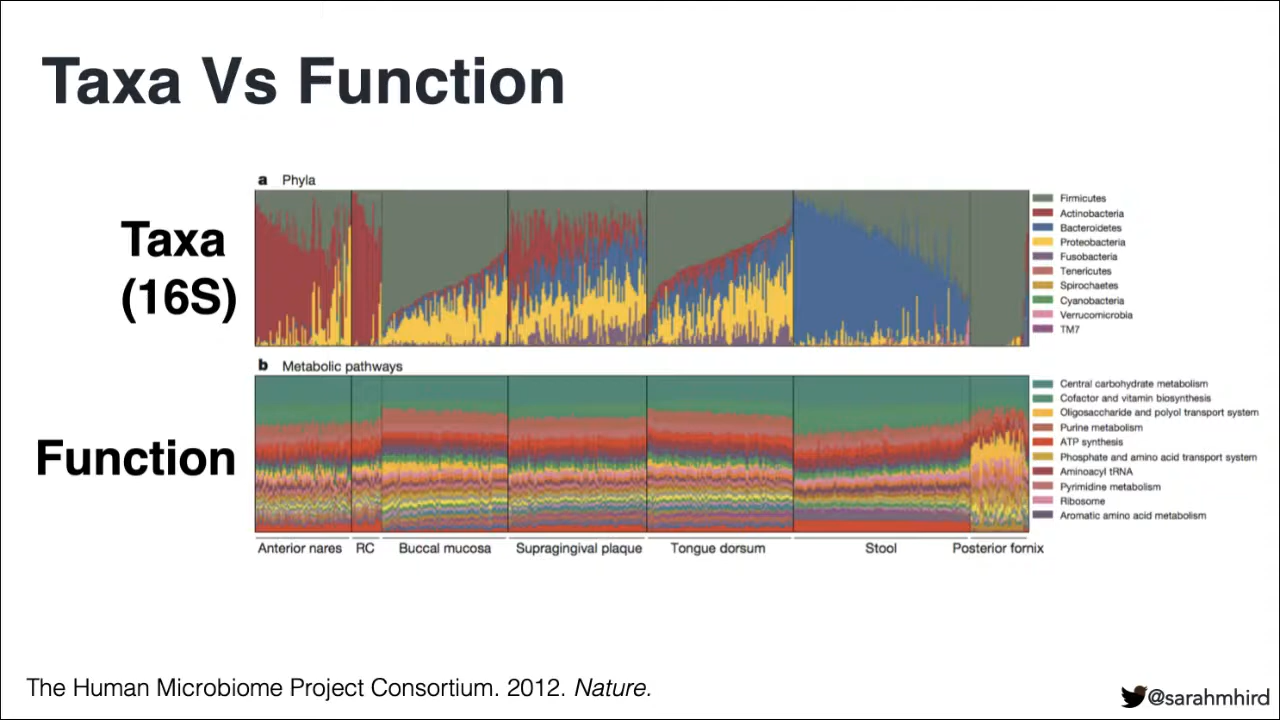 Taxa Vs Function
a Phyla
Taxa
(16S)
Firmicutes
Actinobacteria
Bacteroidetes
Proteobacteria
Fusobacteria
Tenericutes
Spirochaetes
Cyanobacteria
Verrucomicrobia
TM7
b Metabolic pathways
Function
Central carbohydrate metabolism
Cofactor and vitamin biosynthesis
Oligosaccharide and polyol transport system
Purine metabolism
ATP synthesis
Phosphate and amino acid transport system
Aminoacyl tRNA
Pyrimidine metabolism
Ribosome
Aromatic amino acid metabolism
Anterior nares RC Buccal mucosa Supragingival plaque Tongue dorsum Stool Posterior fornix
The Human Microbiome Project Consortium. 2012. Nature.
@sarahmhird